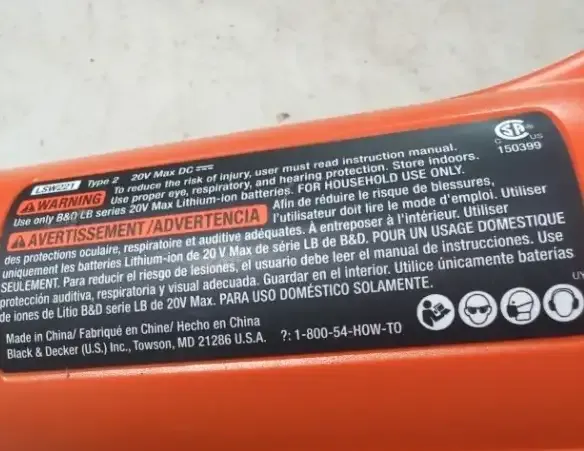 LSW221 Type 2 20V Max DC
WARNING To reduce the risk of injury, user must read instruction manual.
Use proper eye, respiratory, and hearing protection. Store indoors.
Use only B&D LB series 20V Max Lithium-ion batteries. FOR HOUSEHOLD USE ONLY.
AVERTISSEMENT/ADVERTENCIA Afin de réduire le risque de blessures,
l'utilisateur doit lire le mode d'emploi. Utiliser
des protections oculaire, respiratoire et auditive adéquates. À entreposer à l'intérieur. Utiliser
uniquement les batteries Lithium-ion de 20 V Max de série LB de B&D. POUR UN USAGE DOMESTIQUE
SEULEMENT. Para reducir el riesgo de lesiones, el usuario debe leer el manual de instrucciones. Use
protección auditiva, respiratoria y visual adecuada. Guardar en el interior. Utilice únicamente baterías
de iones de Litio B&D serie LB de 20V Max. PARA USO DOMÉSTICO SOLAMENTE.
Made in China/ Fabriqué en Chine/ Hecho en China
Black & Decker (U.S.) Inc., Towson, MD 21286 U.S.A. ?: 1-800-54-HOW-TO
C SA US
150399